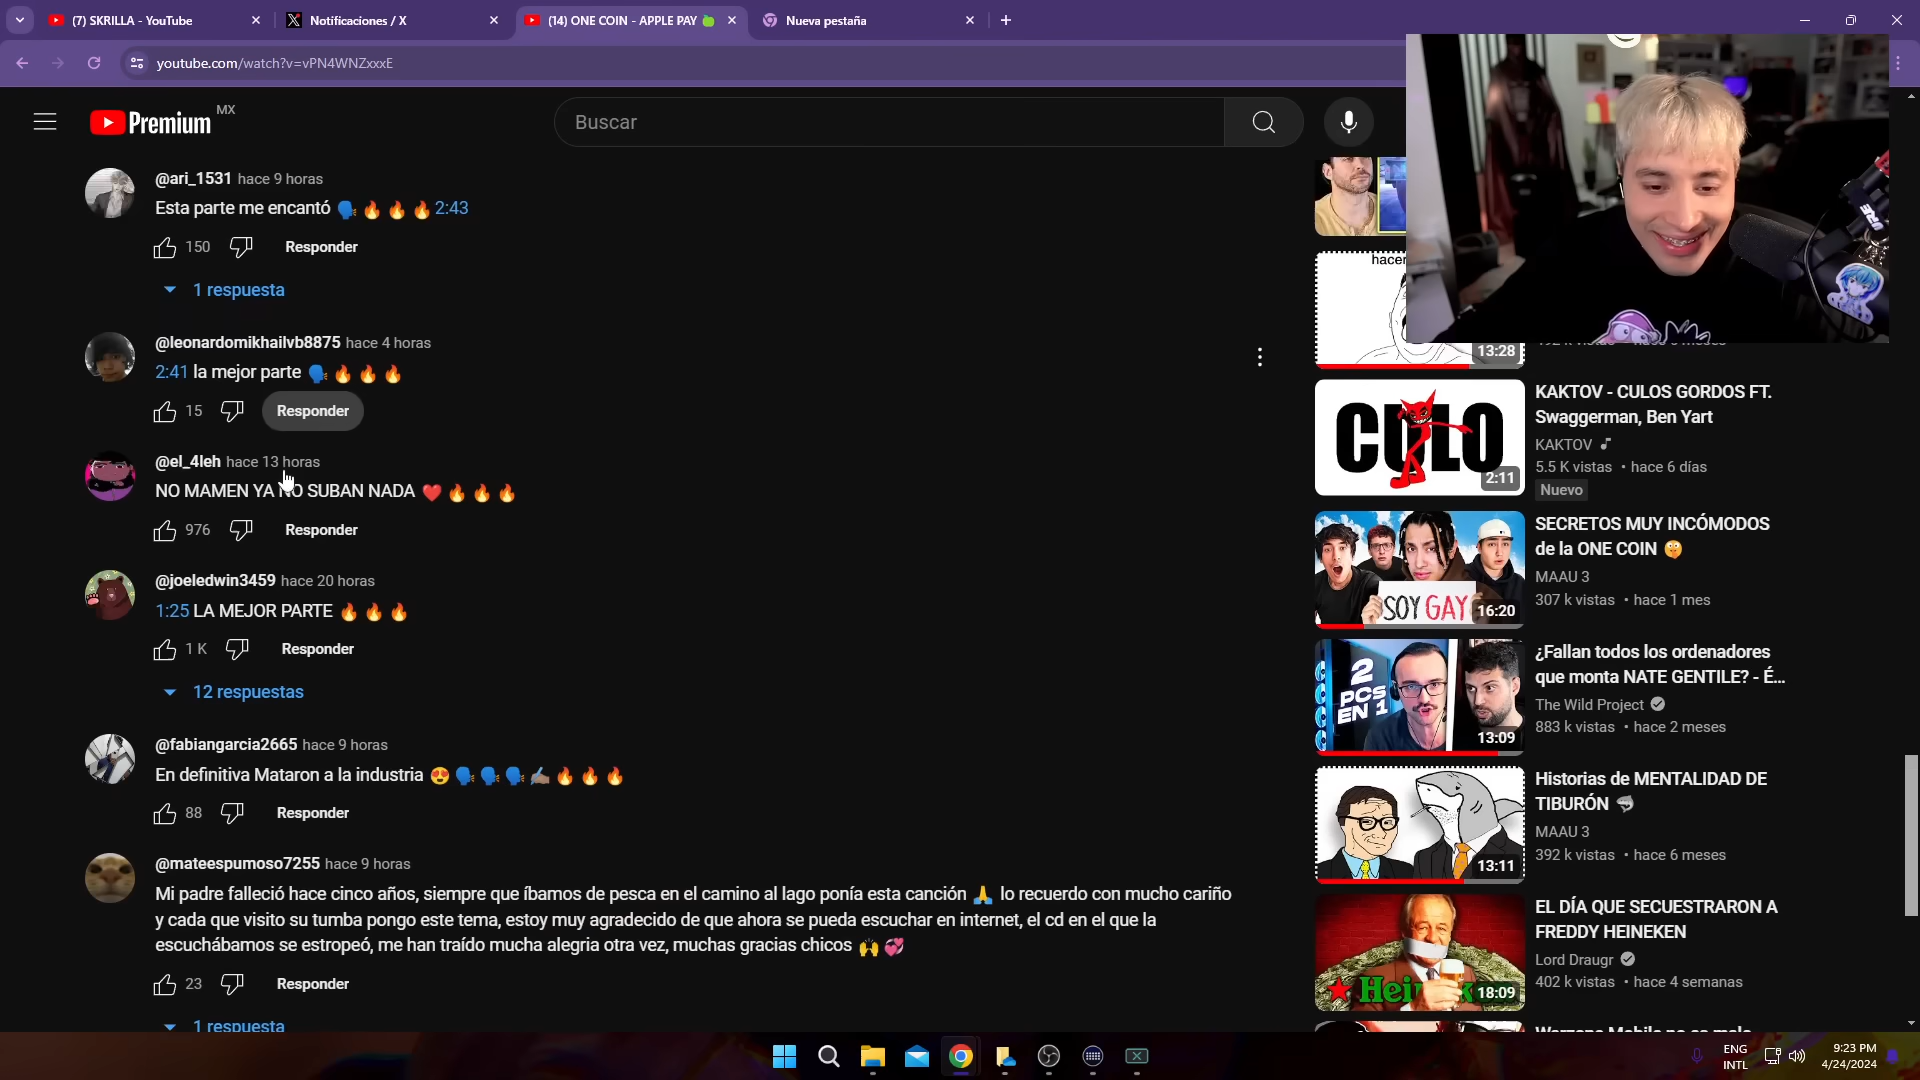 (7) SKRILLA - YouTube
Notificaciones / X
(14) ONE COIN - APPLE PAY 🍏
Nueva pestaña
youtube.com/watch?v=vPN4WNZxxxE
Premium MX
Buscar
@ari_1531 hace 9 horas
Esta parte me encantó 🗣️🔥🔥🔥2:43
150 Responder
1 respuesta
@leonardomikhailvb8875 hace 4 horas
2:41 la mejor parte 🗣️🔥🔥🔥
15 Responder
@el_4leh hace 13 horas
NO MAMEN YA NO SUBAN NADA ❤️🔥🔥🔥
976 Responder
@joeledwin3459 hace 20 horas
1:25 LA MEJOR PARTE 🔥🔥🔥
1 K Responder
12 respuestas
@fabiangarcia2665 hace 9 horas
En definitiva Mataron a la industria 😍🗣️🗣️🗣️✍🏽🔥🔥🔥
88 Responder
@mateespumoso7255 hace 9 horas
Mi padre falleció hace cinco años, siempre que íbamos de pesca en el camino al lago ponía esta canción 🙏 lo recuerdo con mucho cariño
y cada que visito su tumba pongo este tema, estoy muy agradecido de que ahora se pueda escuchar en internet, el cd en el que la
escuchábamos se estropeó, me han traído mucha alegria otra vez, muchas gracias chicos 🙌💞
23 Responder
1 respuesta
hacer
13:28
CULO
2:11
KAKTOV - CULOS GORDOS FT.
Swaggerman, Ben Yart
KAKTOV
5.5 K vistas • hace 6 días
Nuevo
SOY GAY
16:20
SECRETOS MUY INCÓMODOS
de la ONE COIN 🤫
MAAU 3
307 k vistas • hace 1 mes
2
PCS
EN 1
13:09
¿Fallan todos los ordenadores
que monta NATE GENTILE? - É...
The Wild Project
883 k vistas • hace 2 meses
13:11
Historias de MENTALIDAD DE
TIBURÓN 🦈
MAAU 3
392 k vistas • hace 6 meses
18:09
EL DÍA QUE SECUESTRARON A
FREDDY HEINEKEN
Lord Draugr
402 k vistas • hace 4 semanas
ENG
INTL
9:23 PM
4/24/2024